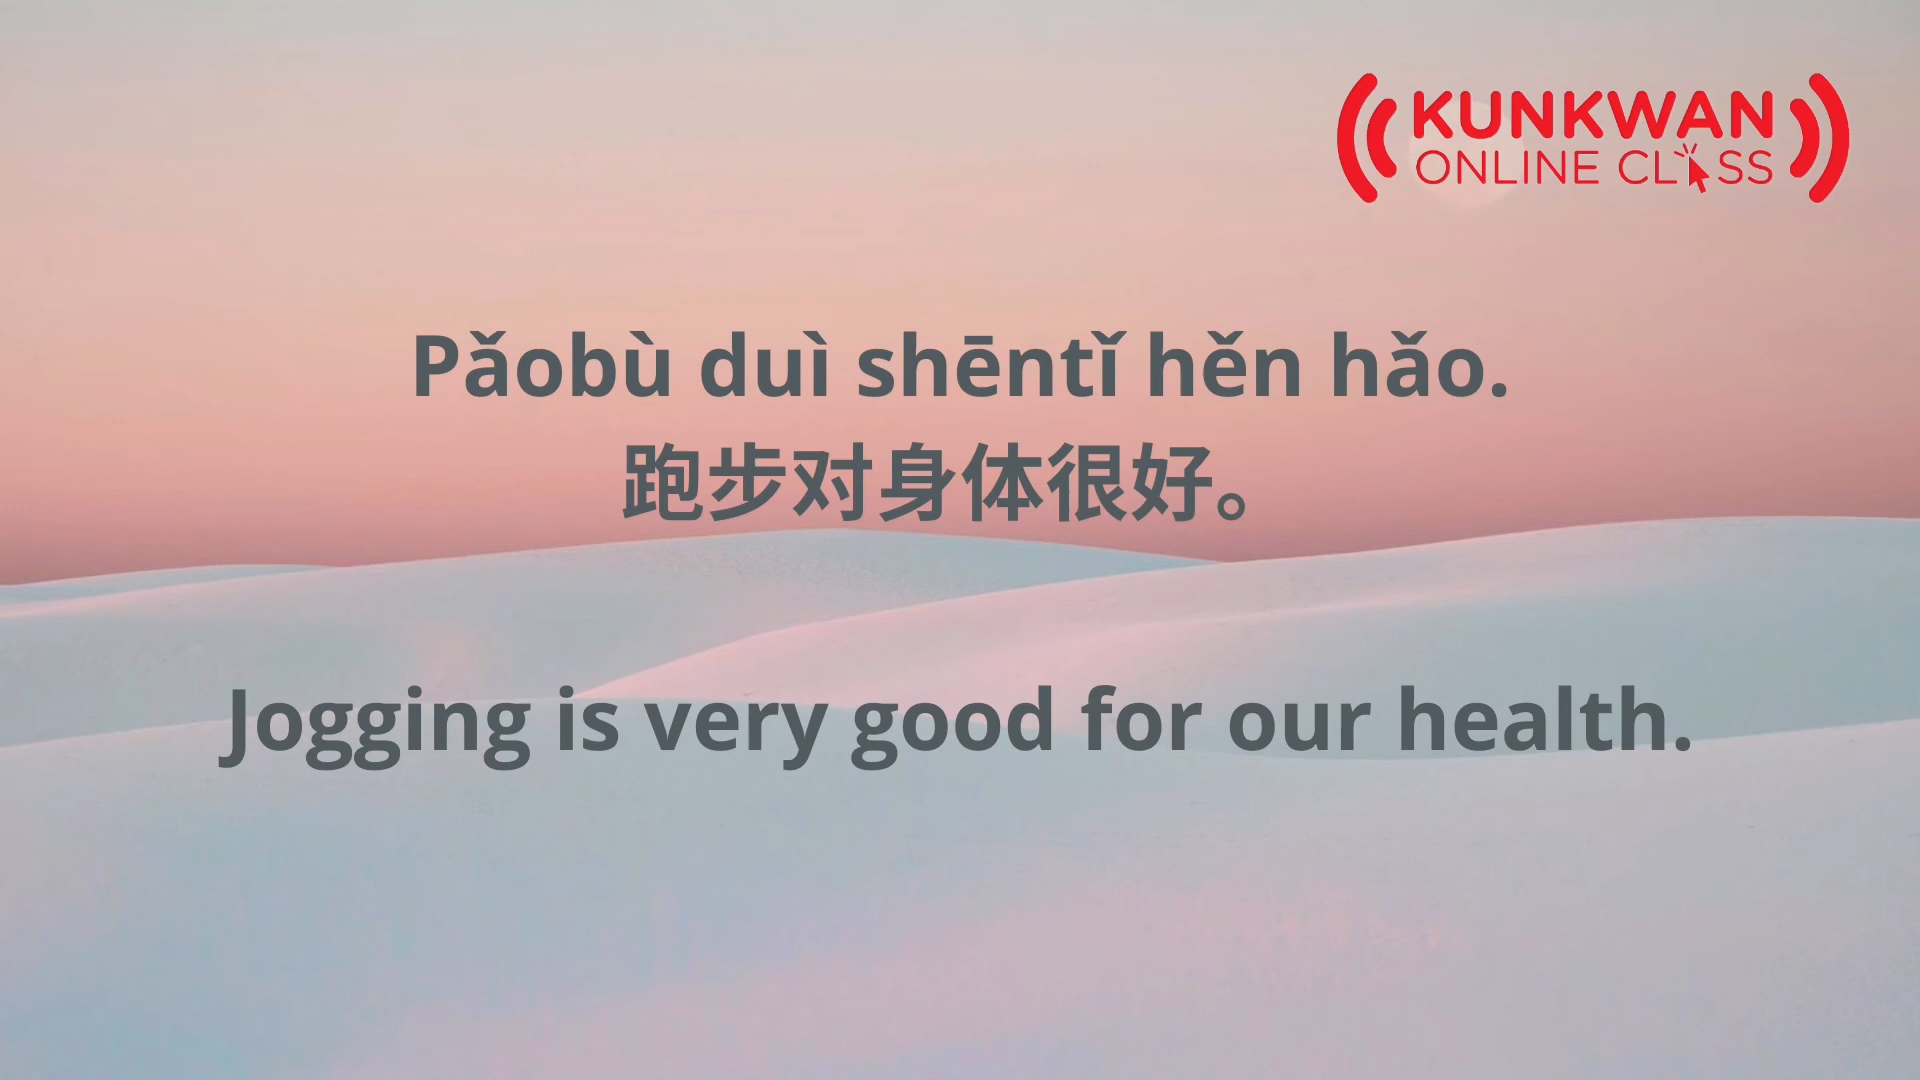 KUNKWAN
ONLINE CLASS
Pǎobù duì shēntǐ hěn hǎo.
跑步对身体很好。
Jogging is very good for our health.